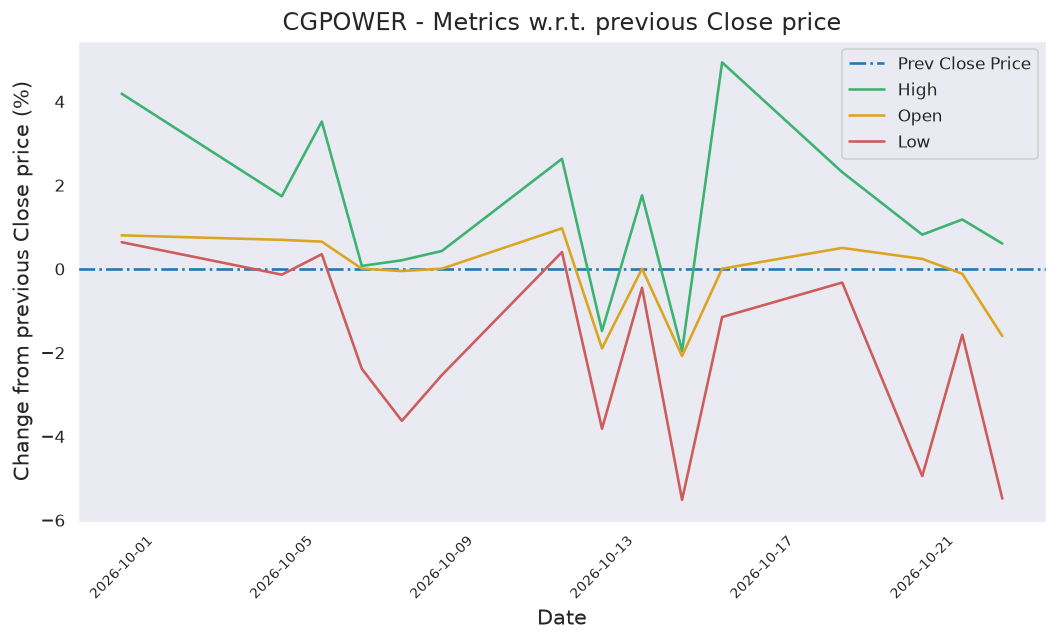 CGPOWER - Metrics w.r.t. previous Close price
Change from previous Close price (%)
4
2
0
−2
−4
−6
Prev Close Price
High
Open
Low
2026-10-01
2026-10-05
2026-10-09
2026-10-13
2026-10-17
2026-10-21
Date